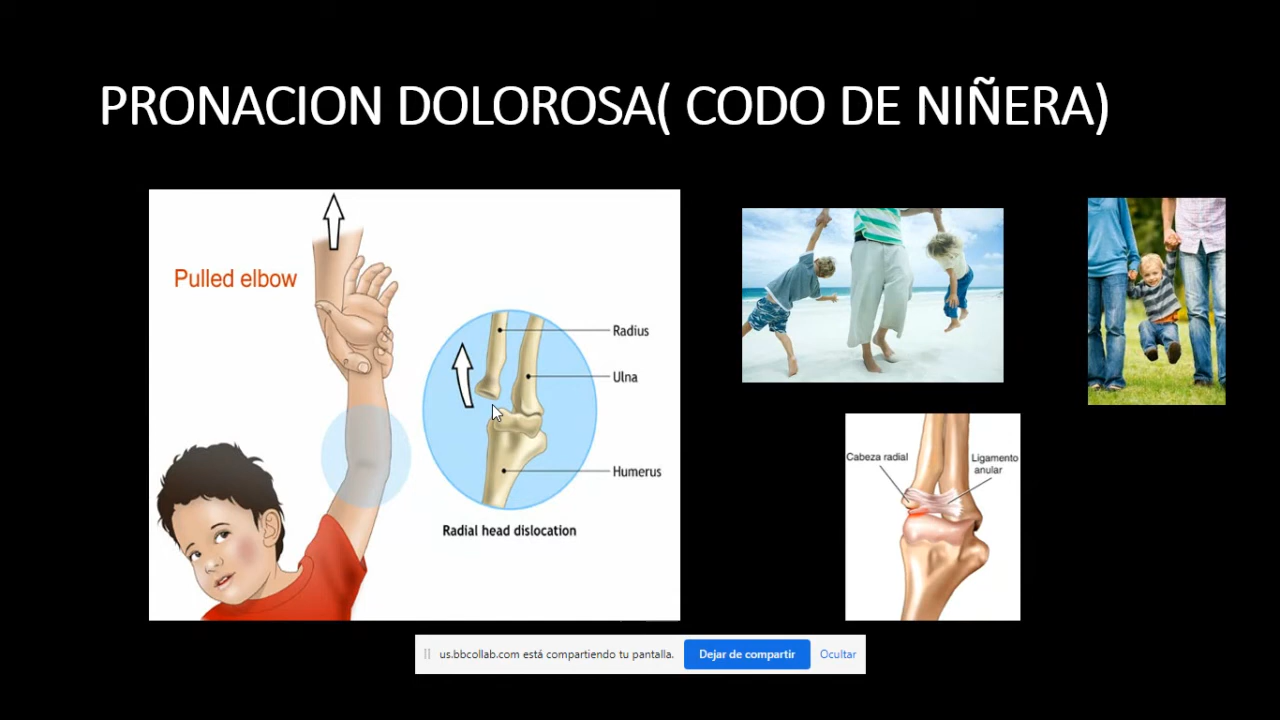 PRONACION DOLOROSA( CODO DE NIÑERA)
Pulled elbow
Radius
Ulna
Humerus
Radial head dislocation
Cabeza radial
Ligamento
anular
us.bbcollab.com está compartiendo tu pantalla.
Dejar de compartir
Ocultar